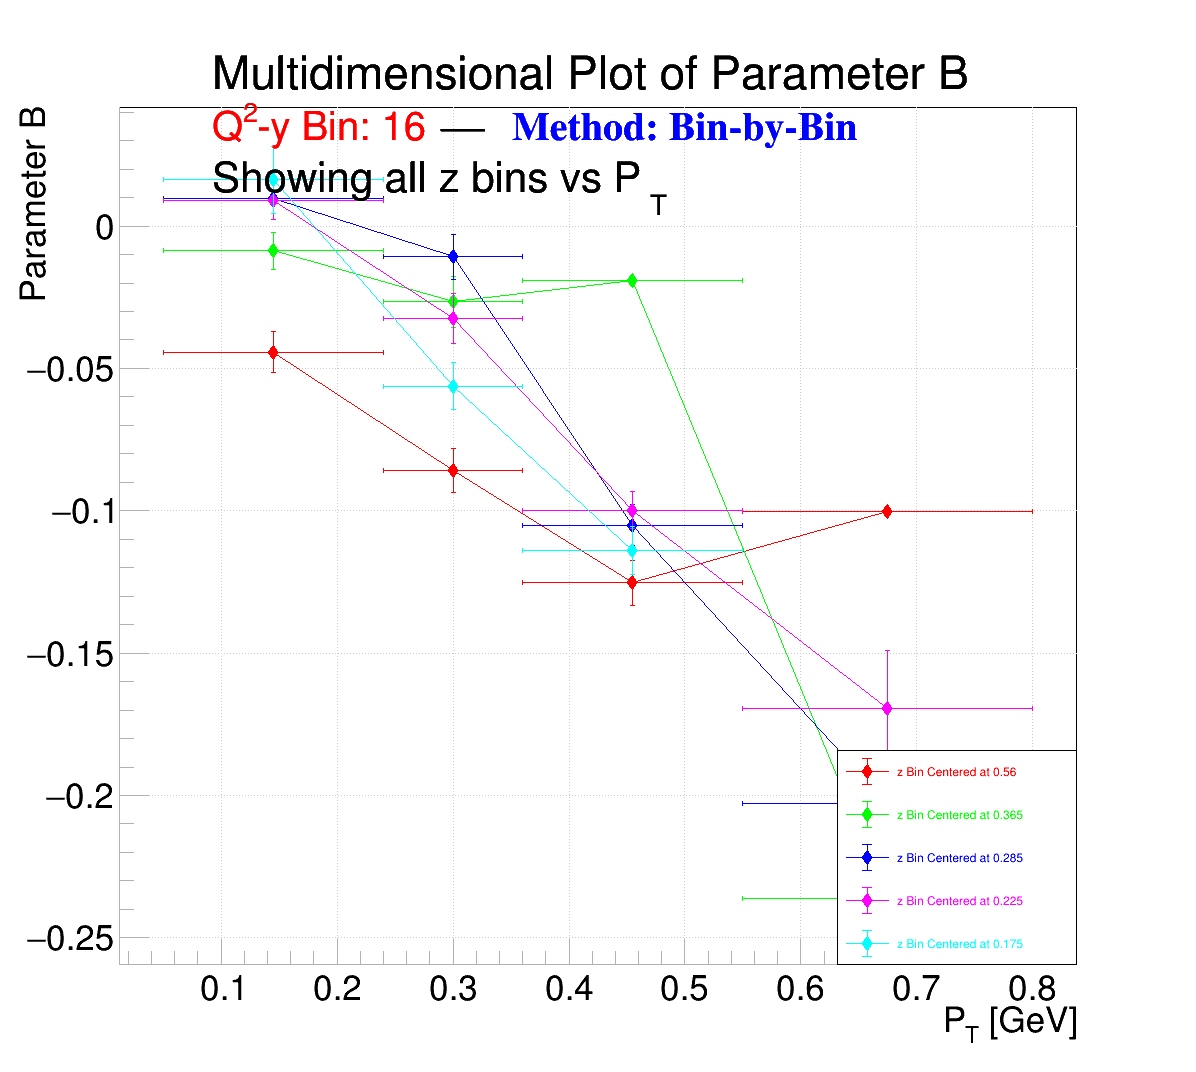 Multidimensional Plot of Parameter B
Q2-y Bin: 16 — Method: Bin-by-Bin
Showing all z bins vs PT
Parameter B
0
−0.05
−0.1
−0.15
−0.2
−0.25
z Bin Centered at 0.56
z Bin Centered at 0.365
z Bin Centered at 0.285
z Bin Centered at 0.225
z Bin Centered at 0.175
0.1 0.2 0.3 0.4 0.5 0.6 0.7 0.8
PT [GeV]